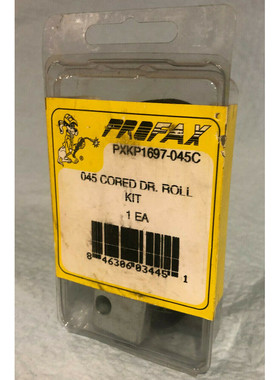 PROFAX
PXKP1697-045C
045 CORED DR. ROLL
KIT
1 EA
8 46306 03445 1